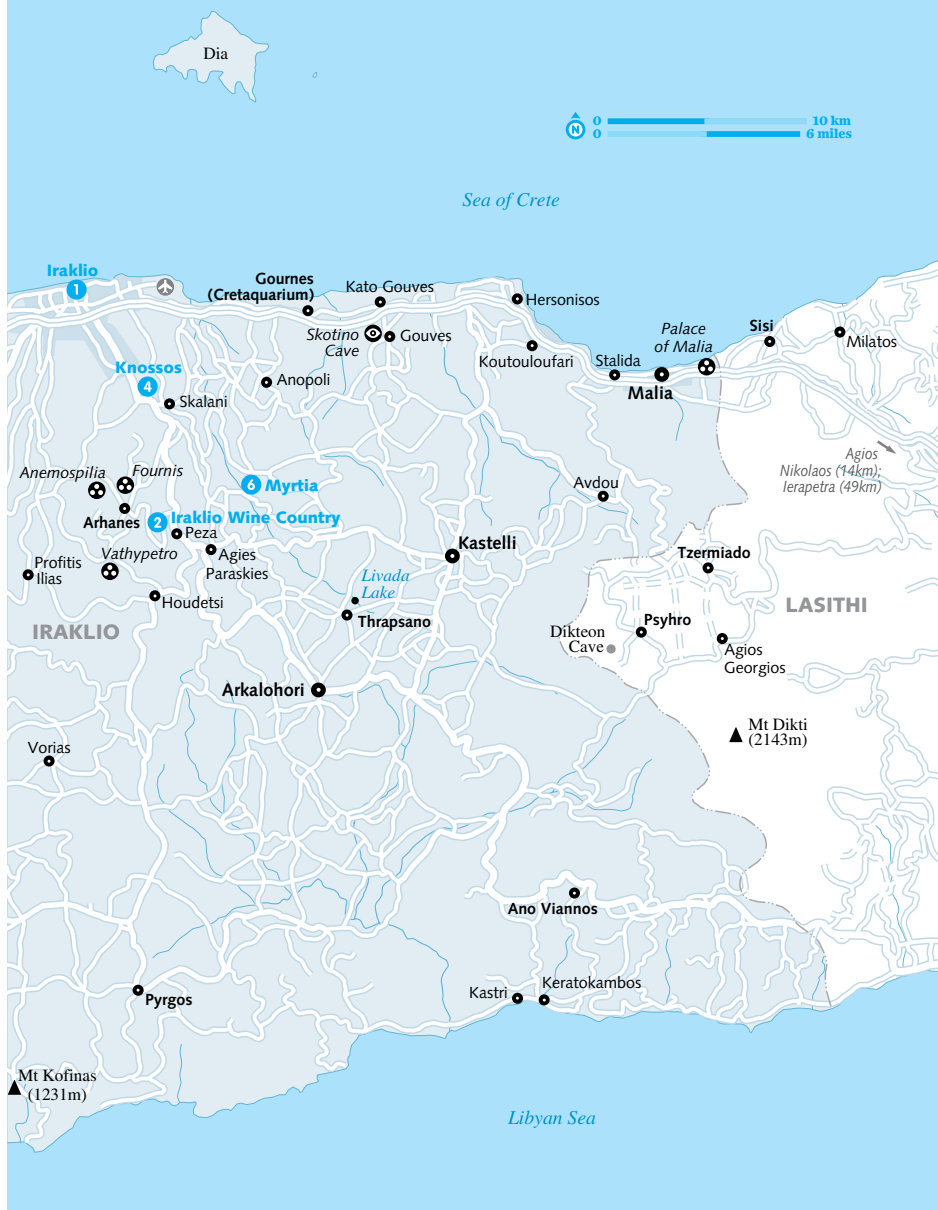 Dia
N
0
10 km
0
6 miles
Sea of Crete
Iraklio
1
Gournes
(Cretaquarium)
Kato Gouves
Hersonisos
Skotino
Cave
Gouves
Koutouloufari
Stalida
Palace
of Malia
Sisi
Milatos
Malia
Knossos
4
Anopoli
Skalani
Agios
Nikolaos (14km);
Ierapetra (49km)
Anemospilia
Fournis
6 Myrtia
Avdou
Arhanes
2 Iraklio Wine Country
Peza
Kastelli
Vathypetro
Agies
Paraskies
Tzermiado
Profitis
Ilias
Livada
Lake
Houdetsi
Thrapsano
LASITHI
IRAKLIO
Psyhro
Dikteon
Cave
Agios
Georgios
Arkalohori
Mt Dikti
(2143m)
Vorias
Ano Viannos
Kastri
Keratokambos
Pyrgos
Mt Kofinas
(1231m)
Libyan Sea